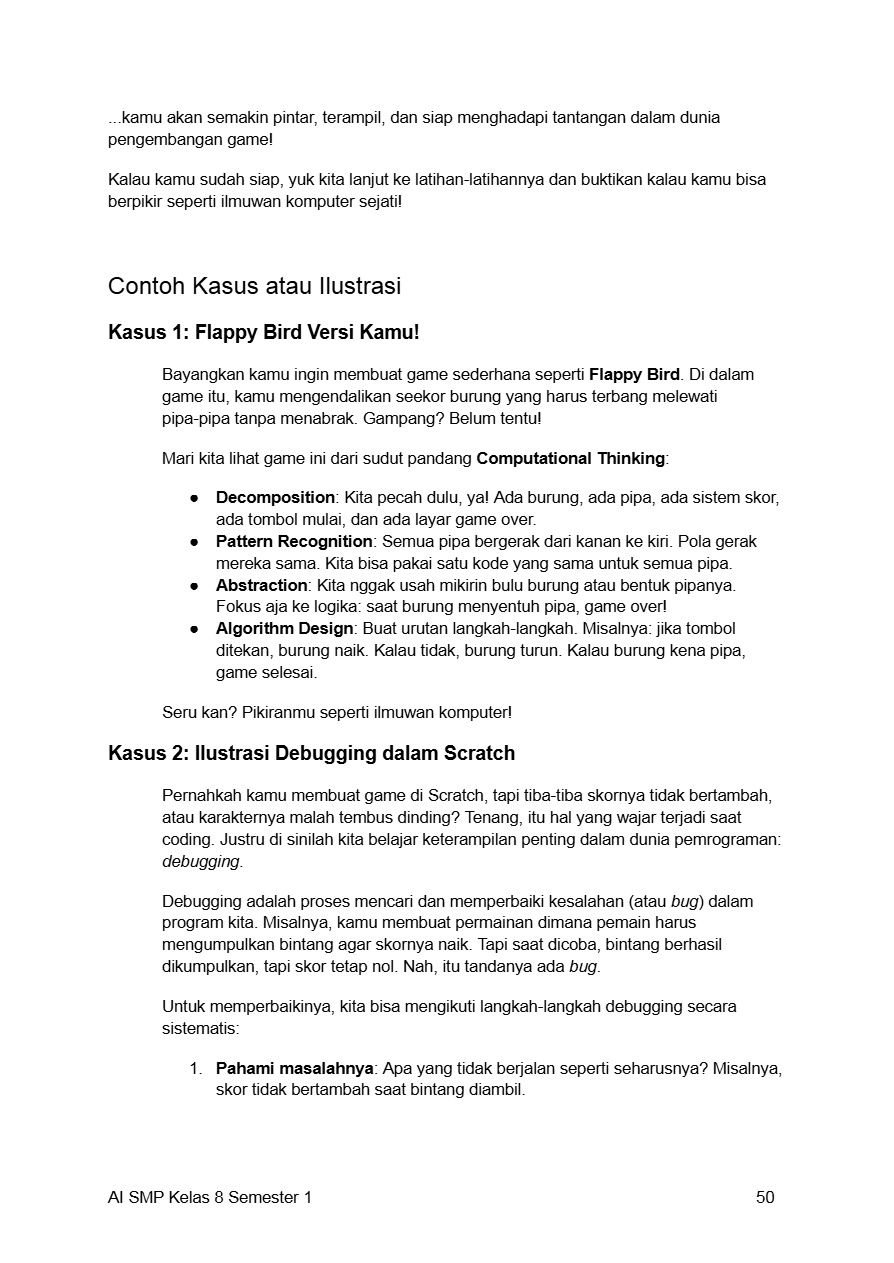 ...kamu akan semakin pintar, terampil, dan siap menghadapi tantangan dalam dunia
pengembangan game!
Kalau kamu sudah siap, yuk kita lanjut ke latihan-latihannya dan buktikan kalau kamu bisa
berpikir seperti ilmuwan komputer sejati!
Contoh Kasus atau Ilustrasi
Kasus 1: Flappy Bird Versi Kamu!
Bayangkan kamu ingin membuat game sederhana seperti Flappy Bird. Di dalam
game itu, kamu mengendalikan seekor burung yang harus terbang melewati
pipa-pipa tanpa menabrak. Gampang? Belum tentu!
Mari kita lihat game ini dari sudut pandang Computational Thinking:
● Decomposition: Kita pecah dulu, ya! Ada burung, ada pipa, ada sistem skor,
ada tombol mulai, dan ada layar game over.
● Pattern Recognition: Semua pipa bergerak dari kanan ke kiri. Pola gerak
mereka sama. Kita bisa pakai satu kode yang sama untuk semua pipa.
● Abstraction: Kita nggak usah mikirin bulu burung atau bentuk pipanya.
Fokus aja ke logika: saat burung menyentuh pipa, game over!
● Algorithm Design: Buat urutan langkah-langkah. Misalnya: jika tombol
ditekan, burung naik. Kalau tidak, burung turun. Kalau burung kena pipa,
game selesai.
Seru kan? Pikiranmu seperti ilmuwan komputer!
Kasus 2: Ilustrasi Debugging dalam Scratch
Pernahkah kamu membuat game di Scratch, tapi tiba-tiba skornya tidak bertambah,
atau karakternya malah tembus dinding? Tenang, itu hal yang wajar terjadi saat
coding. Justru di sinilah kita belajar keterampilan penting dalam dunia pemrograman:
debugging.
Debugging adalah proses mencari dan memperbaiki kesalahan (atau bug) dalam
program kita. Misalnya, kamu membuat permainan dimana pemain harus
mengumpulkan bintang agar skornya naik. Tapi saat dicoba, bintang berhasil
dikumpulkan, tapi skor tetap nol. Nah, itu tandanya ada bug.
Untuk memperbaikinya, kita bisa mengikuti langkah-langkah debugging secara
sistematis:
1. Pahami masalahnya: Apa yang tidak berjalan seperti seharusnya? Misalnya,
skor tidak bertambah saat bintang diambil.
AI SMP Kelas 8 Semester 1 50